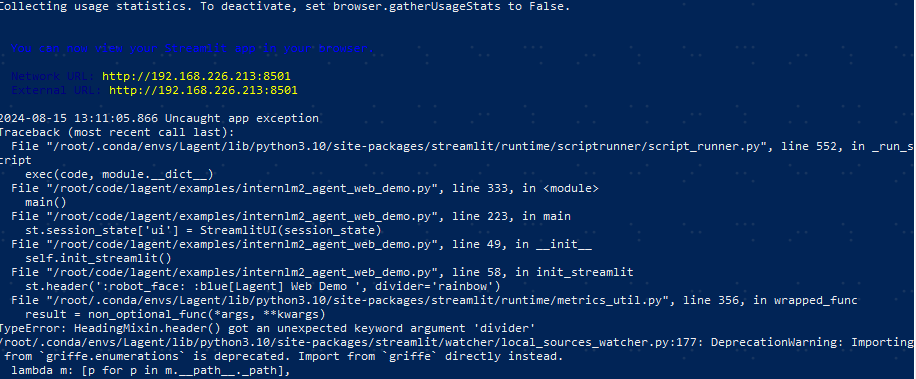 Collecting usage statistics. To deactivate, set browser.gatherUsageStats to False.
You can now view your Streamlit app in your browser.
Network URL: http://192.168.226.213:8501
External URL: http://192.168.226.213:8501
2024-08-15 13:11:05.866 Uncaught app exception
Traceback (most recent call last):
File "/root/.conda/envs/Lagent/lib/python3.10/site-packages/streamlit/runtime/scriptrunner/script_runner.py", line 552, in _run_s
cript
exec(code, module.__dict__)
File "/root/code/lagent/examples/internlm2_agent_web_demo.py", line 333, in <module>
main()
File "/root/code/lagent/examples/internlm2_agent_web_demo.py", line 223, in main
st.session_state['ui'] = StreamlitUI(session_state)
File "/root/code/lagent/examples/internlm2_agent_web_demo.py", line 49, in __init__
self.init_streamlit()
File "/root/code/lagent/examples/internlm2_agent_web_demo.py", line 58, in init_streamlit
st.header(':robot_face: :blue[Lagent] Web Demo ', divider='rainbow')
File "/root/.conda/envs/Lagent/lib/python3.10/site-packages/streamlit/runtime/metrics_util.py", line 356, in wrapped_func
result = non_optional_func(*args, **kwargs)
TypeError: HeadingMixin.header() got an unexpected keyword argument 'divider'
/root/.conda/envs/Lagent/lib/python3.10/site-packages/streamlit/watcher/local_sources_watcher.py:177: DeprecationWarning: Importing
from `griffe.enumerations` is deprecated. Import from `griffe` directly instead.
lambda m: [p for p in m.__path__._path],